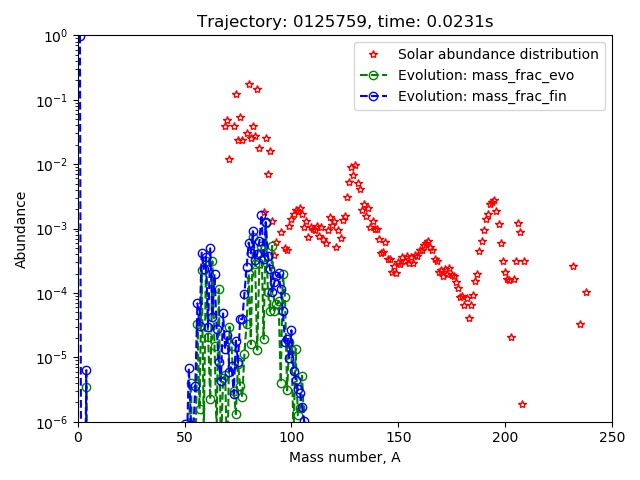 Trajectory: 0125759, time: 0.0231s
Solar abundance distribution
Evolution: mass_frac_evo
Evolution: mass_frac_fin
Abundance
10^0
10^-1
10^-2
10^-3
10^-4
10^-5
10^-6
0 50 100 150 200 250
Mass number, A